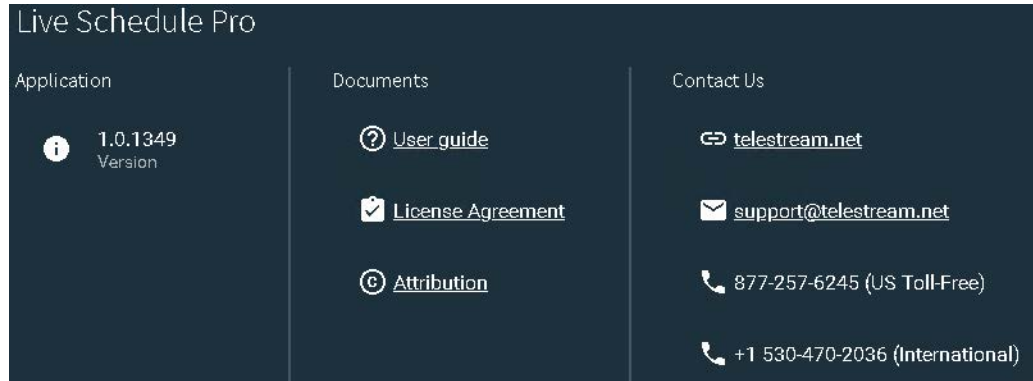 Live Schedule Pro
Application
1.0.1349
Version
Documents
User guide
License Agreement
Attribution
Contact Us
telestream.net
support@telestream.net
877-257-6245 (US Toll-Free)
+1 530-470-2036 (International)